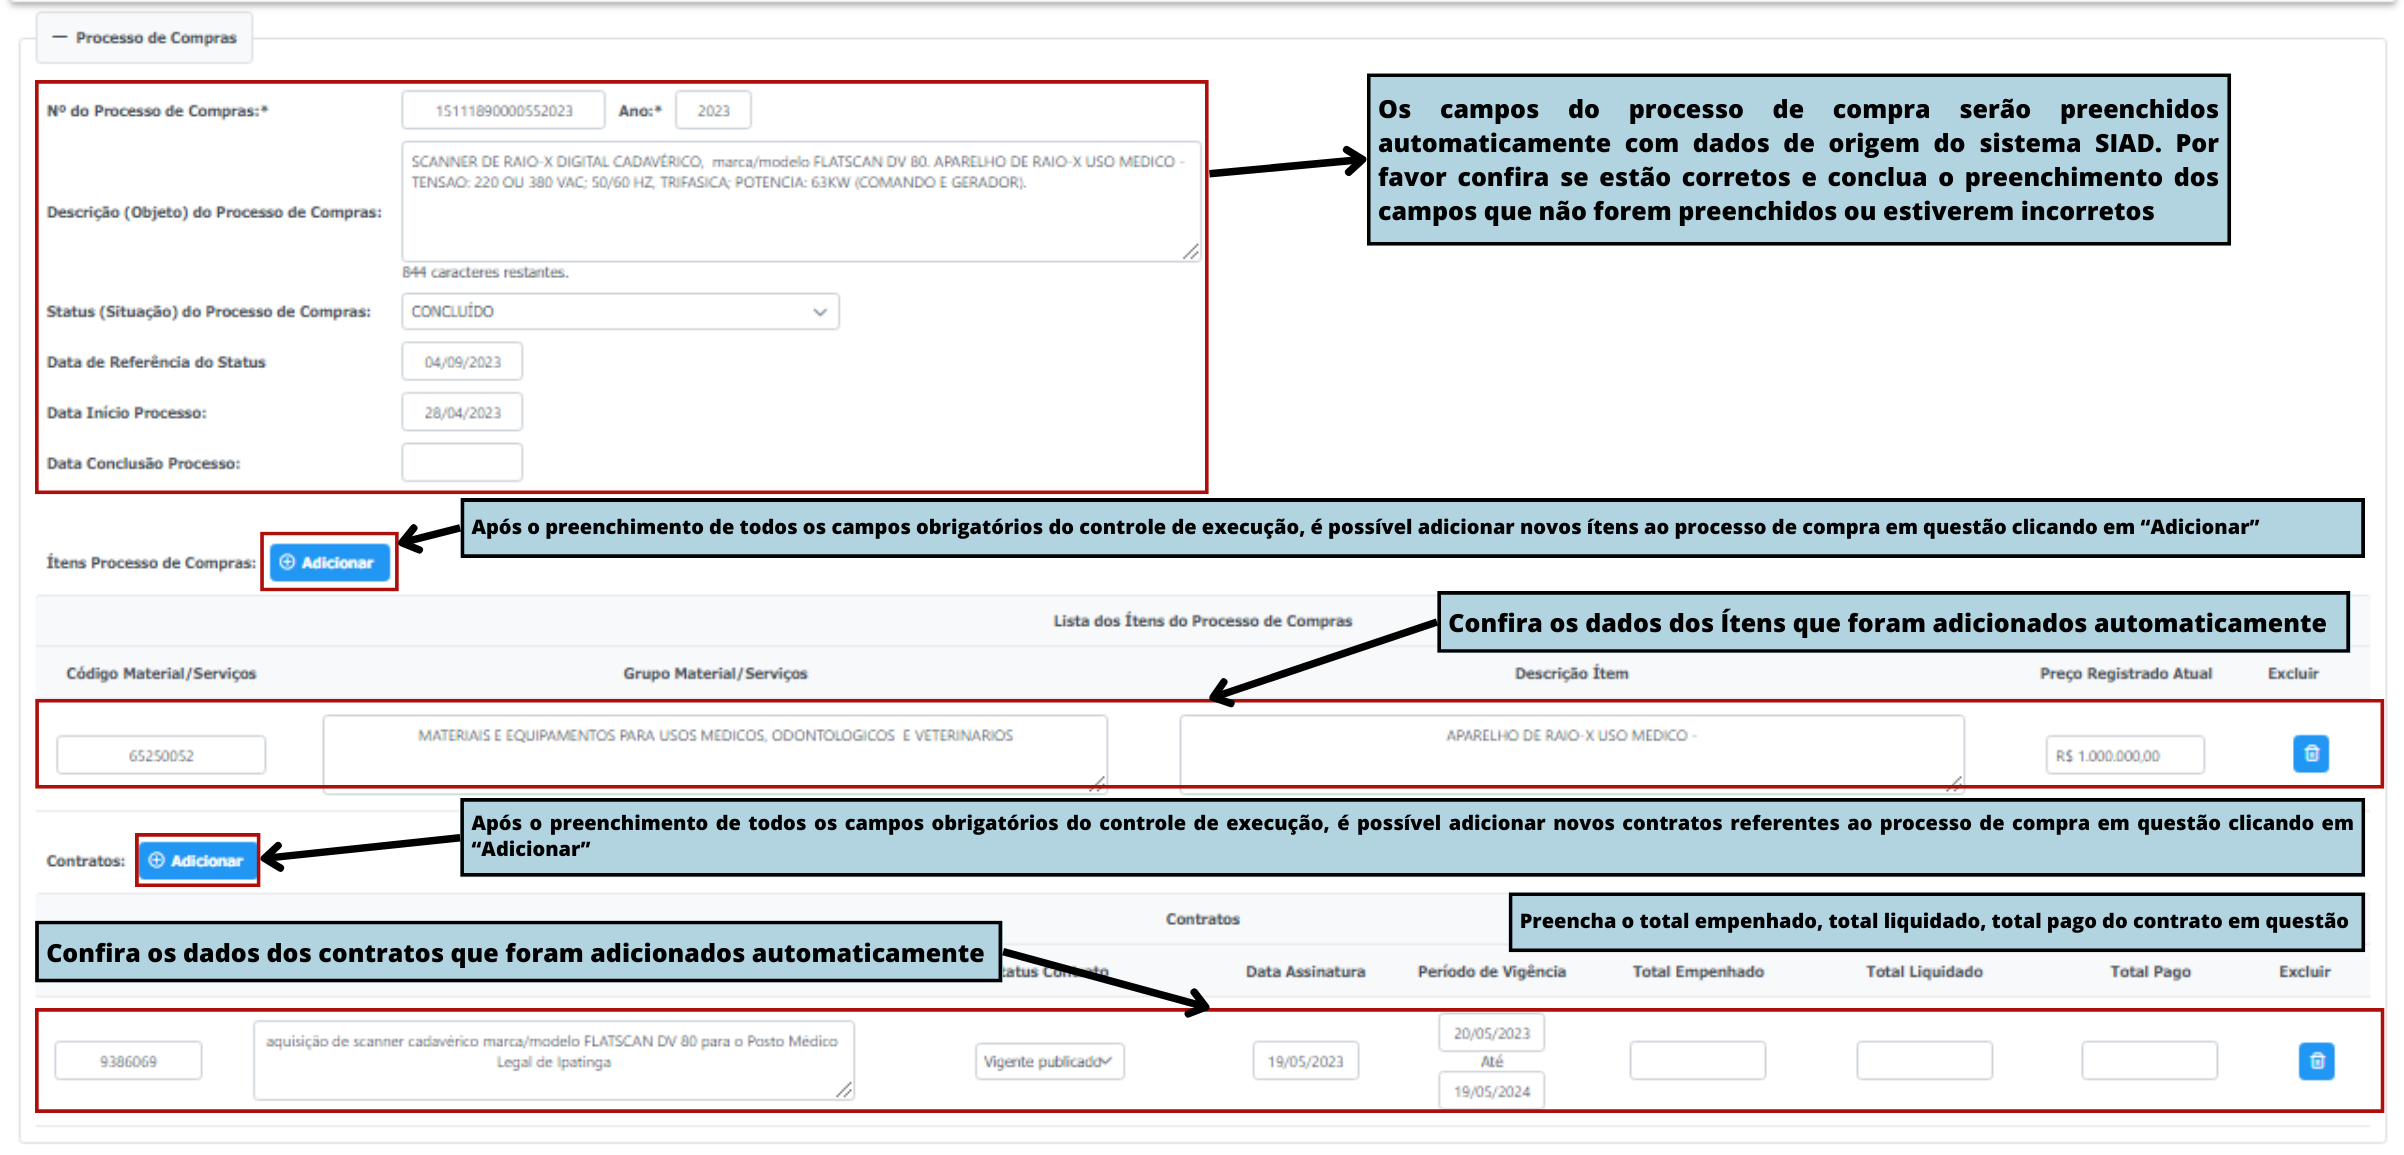 — Processo de Compras
Nº do Processo de Compras:* 15111890000552023 Ano:* 2023
Os campos do processo de compra serão preenchidos
automaticamente com dados de origem do sistema SIAD. Por
favor confira se estão corretos e conclua o preenchimento dos
campos que não forem preenchidos ou estiverem incorretos
Descrição (Objeto) do Processo de Compras:
SCANNER DE RAIO-X DIGITAL CADAVÉRICO, marca/modelo FLATSCAN DV 80. APARELHO DE RAIO-X USO MEDICO -
TENSAO: 220 OU 380 VAC; 50/60 HZ, TRIFASICA; POTENCIA: 63KW (COMANDO E GERADOR).
844 caracteres restantes.
Status (Situação) do Processo de Compras: CONCLUÍDO
Data de Referência do Status 04/09/2023
Data Início Processo: 28/04/2023
Data Conclusão Processo:
Após o preenchimento de todos os campos obrigatórios do controle de execução, é possível adicionar novos ítens ao processo de compra em questão clicando em “Adicionar”
Ítens Processo de Compras: Adicionar
Lista dos Ítens do Processo de Compras
Confira os dados dos Ítens que foram adicionados automaticamente
Código Material/Serviços Grupo Material/Serviços Descrição Ítem Preço Registrado Atual Excluir
65250052 MATERIAIS E EQUIPAMENTOS PARA USOS MEDICOS, ODONTOLOGICOS E VETERINARIOS APARELHO DE RAIO-X USO MEDICO - R$ 1.000.000,00
Após o preenchimento de todos os campos obrigatórios do controle de execução, é possível adicionar novos contratos referentes ao processo de compra em questão clicando em
“Adicionar”
Contratos: Adicionar
Contratos
Preencha o total empenhado, total liquidado, total pago do contrato em questão
Confira os dados dos contratos que foram adicionados automaticamente
tatus Contrato Data Assinatura Período de Vigência Total Empenhado Total Liquidado Total Pago Excluir
9386069
aquisição de scanner cadavérico marca/modelo FLATSCAN DV 80 para o Posto Médico
Legal de Ipatinga
Vigente publicado
19/05/2023
20/05/2023
Até
19/05/2024